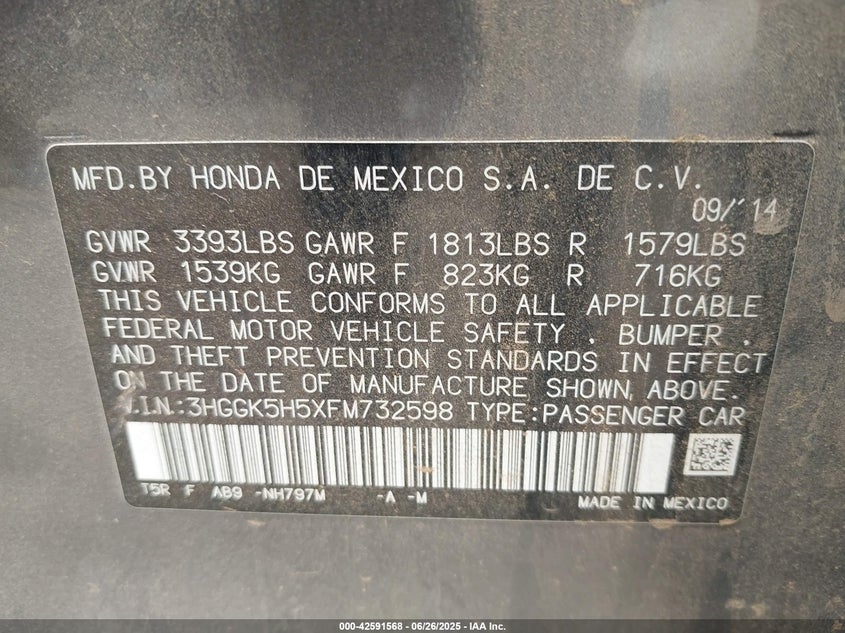 MFD.BY HONDA DE MEXICO S.A. DE C.V.
09/'14
GVWR 3393LBS GAWR F 1813LBS R 1579LBS
GVWR 1539KG GAWR F 823KG R 716KG
THIS VEHICLE CONFORMS TO ALL APPLICABLE
FEDERAL MOTOR VEHICLE SAFETY . BUMPER .
AND THEFT PREVENTION STANDARDS IN EFFECT
ON THE DATE OF MANUFACTURE SHOWN ABOVE.
V.I.N.:3HGGK5H5XFM732598 TYPE:PASSENGER CAR
T5R F AB9 -NH797M -A -M
MADE IN MEXICO
000-42591568 - 06/26/2025 - IAA Inc.